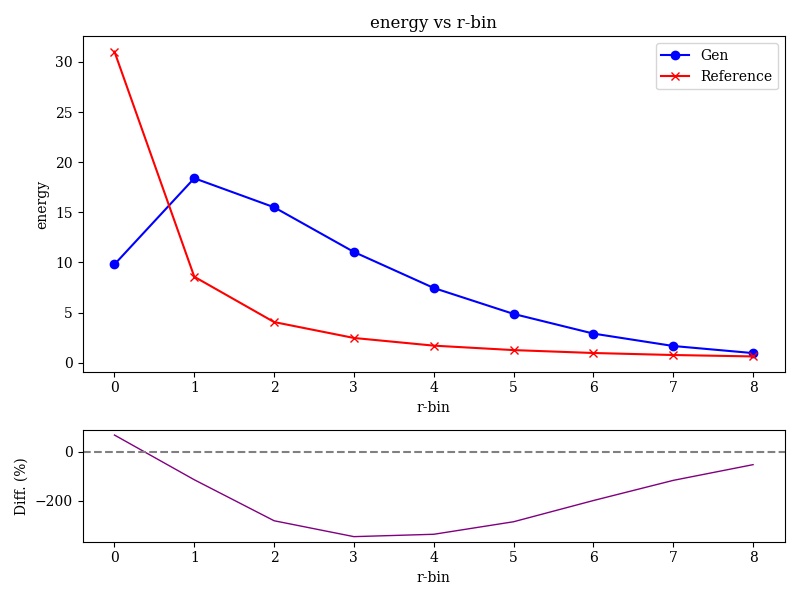 energy vs r-bin
Gen
Reference
energy
30
25
20
15
10
5
0
0 1 2 3 4 5 6 7 8
r-bin
Diff. (%)
0
−200
0 1 2 3 4 5 6 7 8
r-bin